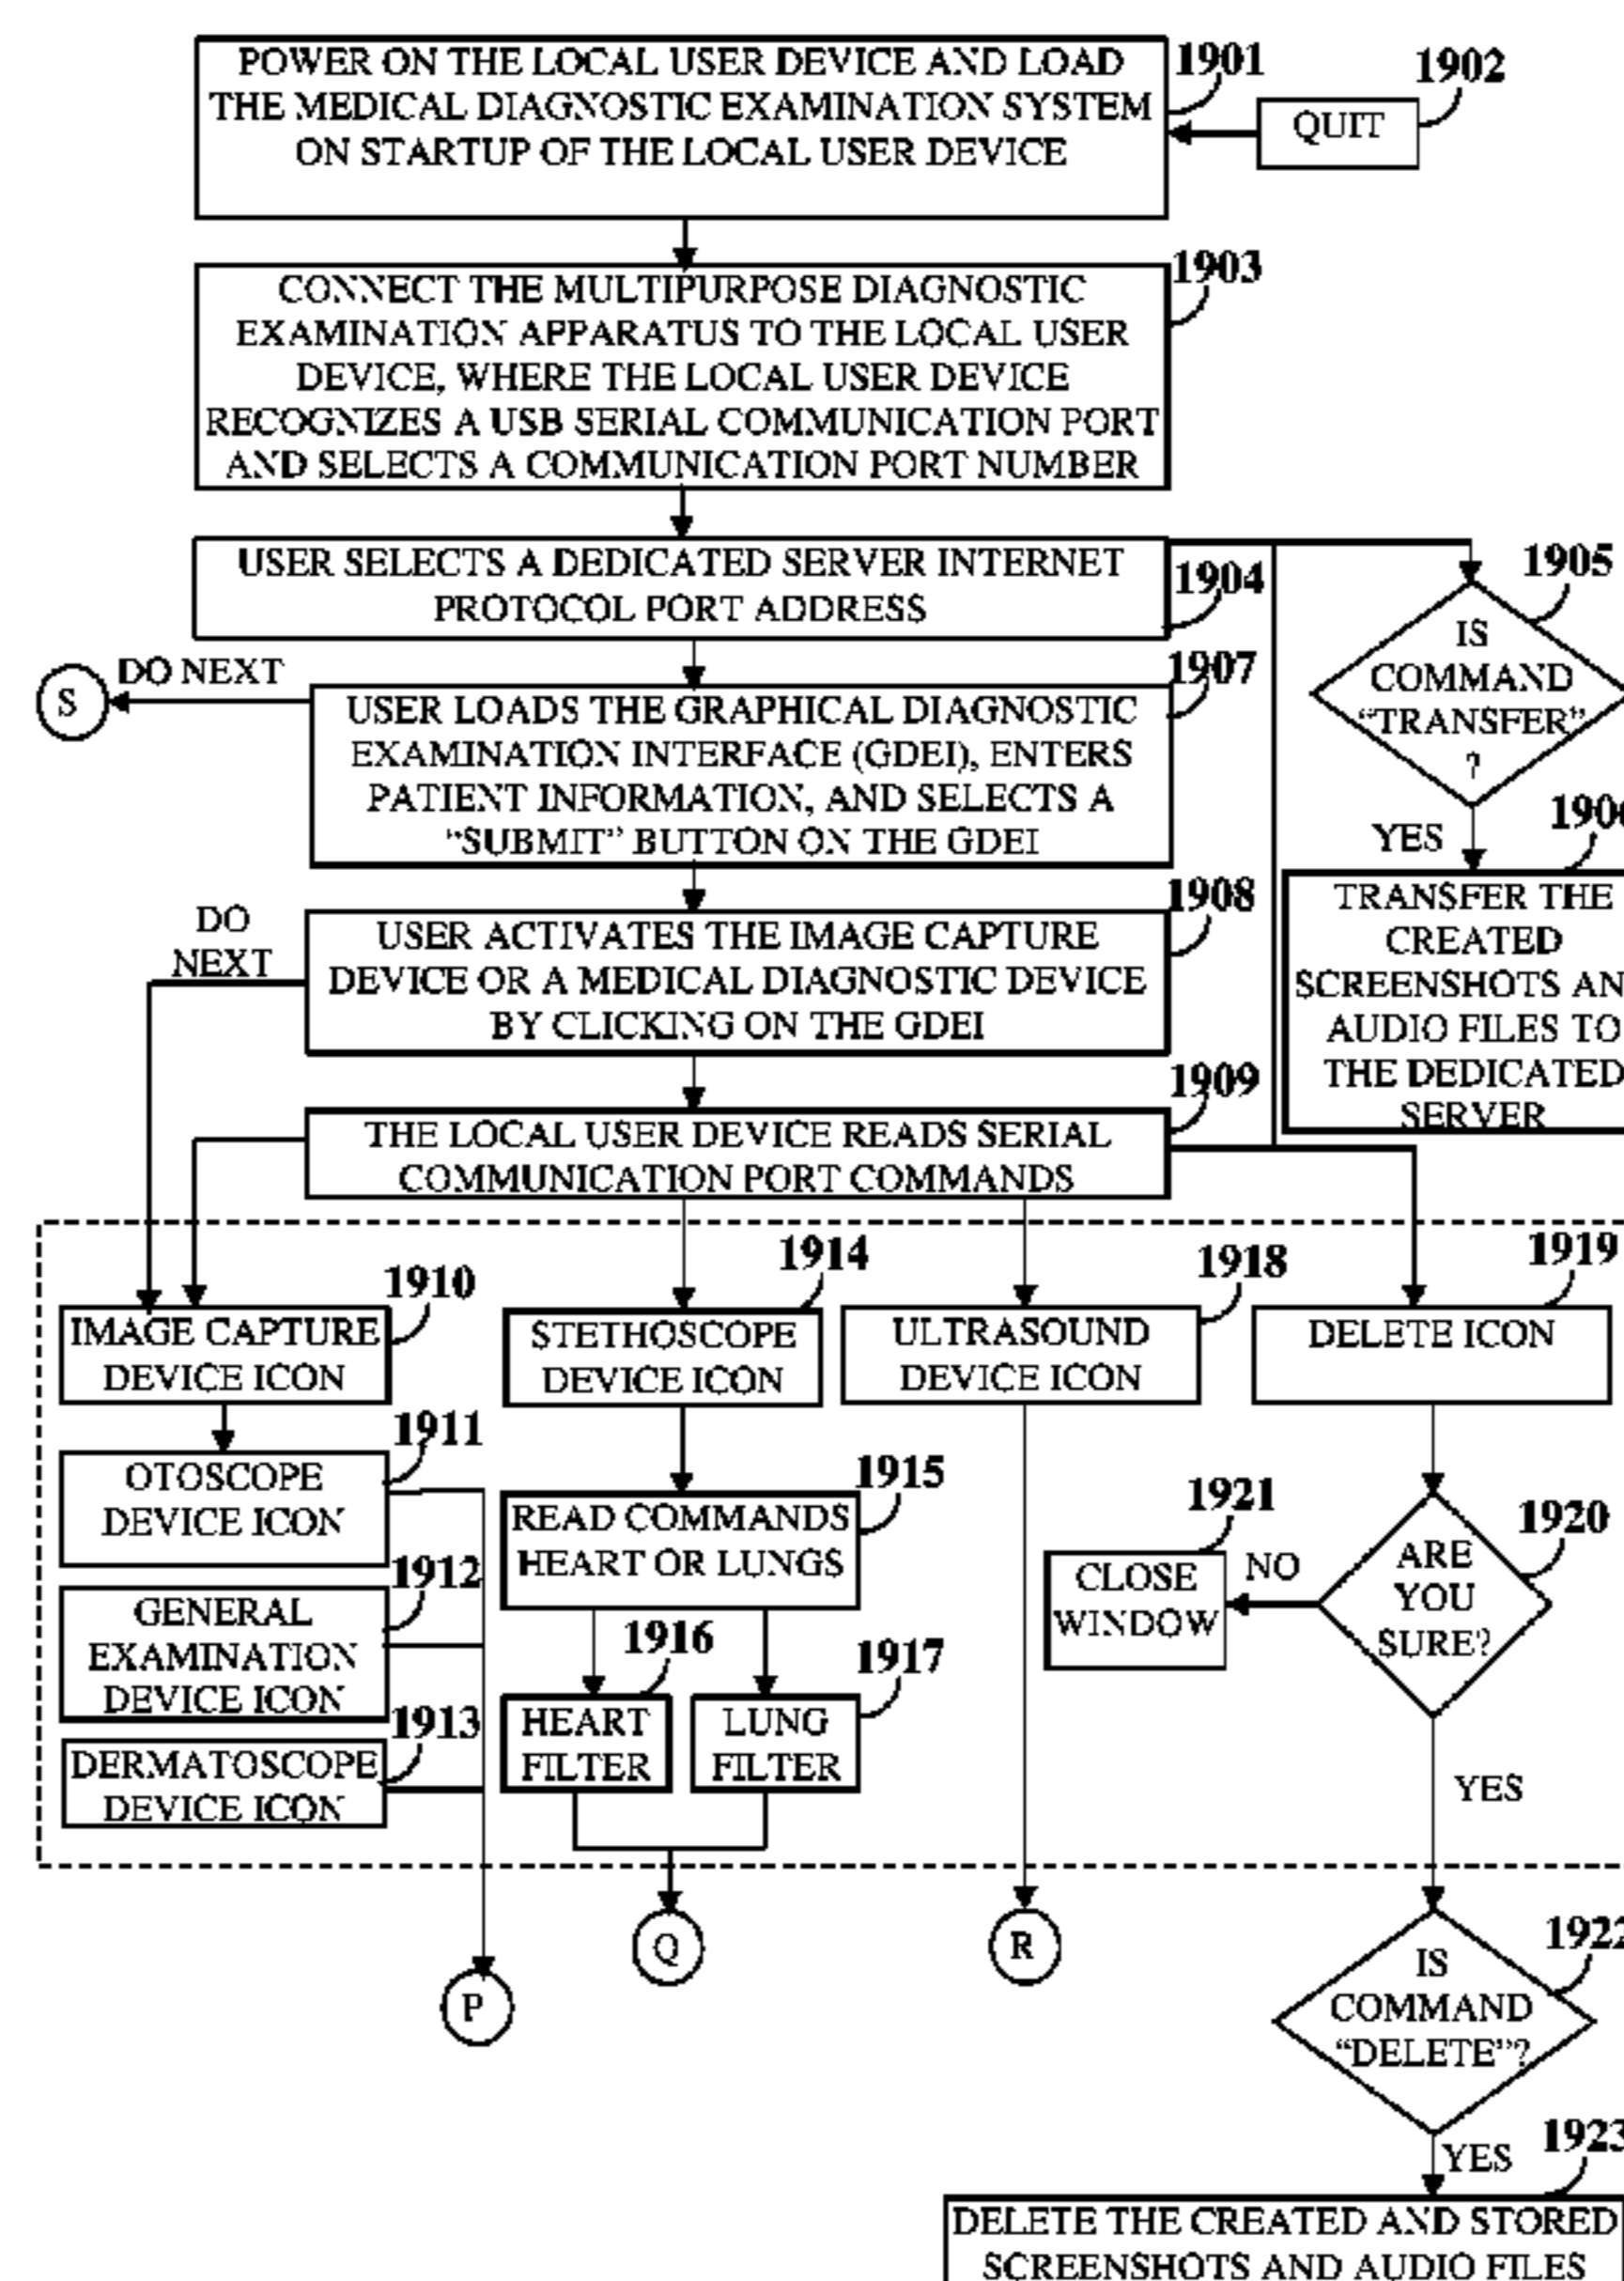 POWER ON THE LOCAL USER DEVICE AND LOAD
THE MEDICAL DIAGNOSTIC EXAMINATION SYSTEM
ON STARTUP OF THE LOCAL USER DEVICE
1901
1902
QUIT
CONNECT THE MULTIPURPOSE DIAGNOSTIC
EXAMINATION APPARATUS TO THE LOCAL USER
DEVICE, WHERE THE LOCAL USER DEVICE
RECOGNIZES A USB SERIAL COMMUNICATION PORT
AND SELECTS A COMMUNICATION PORT NUMBER
1903
USER SELECTS A DEDICATED SERVER INTERNET
PROTOCOL PORT ADDRESS
1904
1905
IS
COMMAND
“TRANSFER”
?
S
DO NEXT
1907
USER LOADS THE GRAPHICAL DIAGNOSTIC
EXAMINATION INTERFACE (GDEI), ENTERS
PATIENT INFORMATION, AND SELECTS A
“SUBMIT” BUTTON ON THE GDEI
YES
190
TRANSFER THE
CREATED
SCREENSHOTS AN
AUDIO FILES TO
THE DEDICATED
SERVER
DO
NEXT
1908
USER ACTIVATES THE IMAGE CAPTURE
DEVICE OR A MEDICAL DIAGNOSTIC DEVICE
BY CLICKING ON THE GDEI
1909
THE LOCAL USER DEVICE READS SERIAL
COMMUNICATION PORT COMMANDS
1910
IMAGE CAPTURE
DEVICE ICON
1911
OTOSCOPE
DEVICE ICON
1912
GENERAL
EXAMINATION
DEVICE ICON
1913
DERMATOSCOPE
DEVICE ICON
1914
STETHOSCOPE
DEVICE ICON
1915
READ COMMANDS
HEART OR LUNGS
1916
HEART
FILTER
1917
LUNG
FILTER
1918
ULTRASOUND
DEVICE ICON
1919
DELETE ICON
1920
ARE
YOU
SURE?
NO
1921
CLOSE
WINDOW
YES
P
Q
R
1922
IS
COMMAND
“DELETE”?
YES
1923
DELETE THE CREATED AND STORED
SCREENSHOTS AND AUDIO FILES